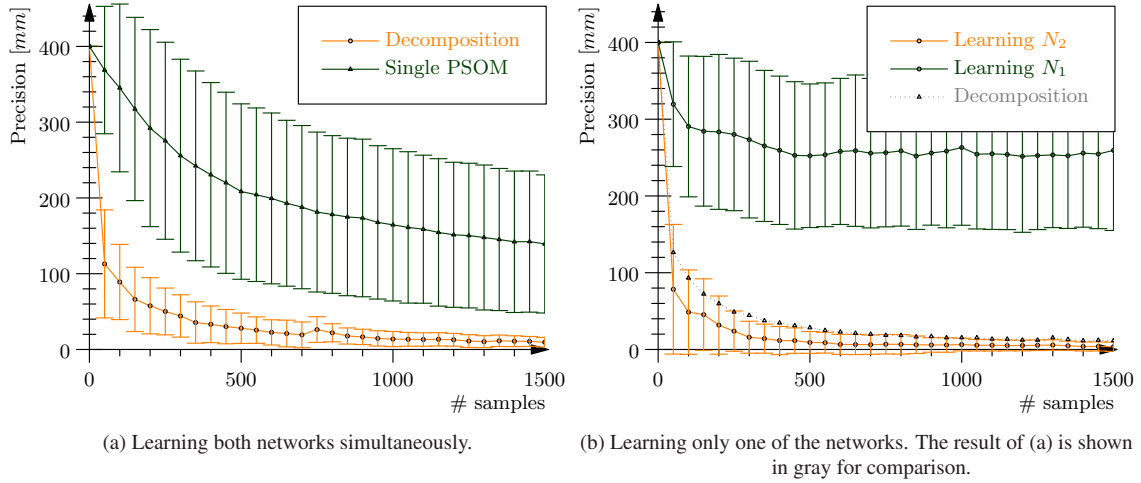 Precision [mm]
400
300
200
100
0
0
500
1000
1500
# samples
Decomposition
Single PSOM
(a) Learning both networks simultaneously.
Precision [mm]
400
300
200
100
0
0
500
1000
1500
# samples
Learning N₂
Learning N₁
Decomposition
(b) Learning only one of the networks. The result of (a) is shown
in gray for comparison.